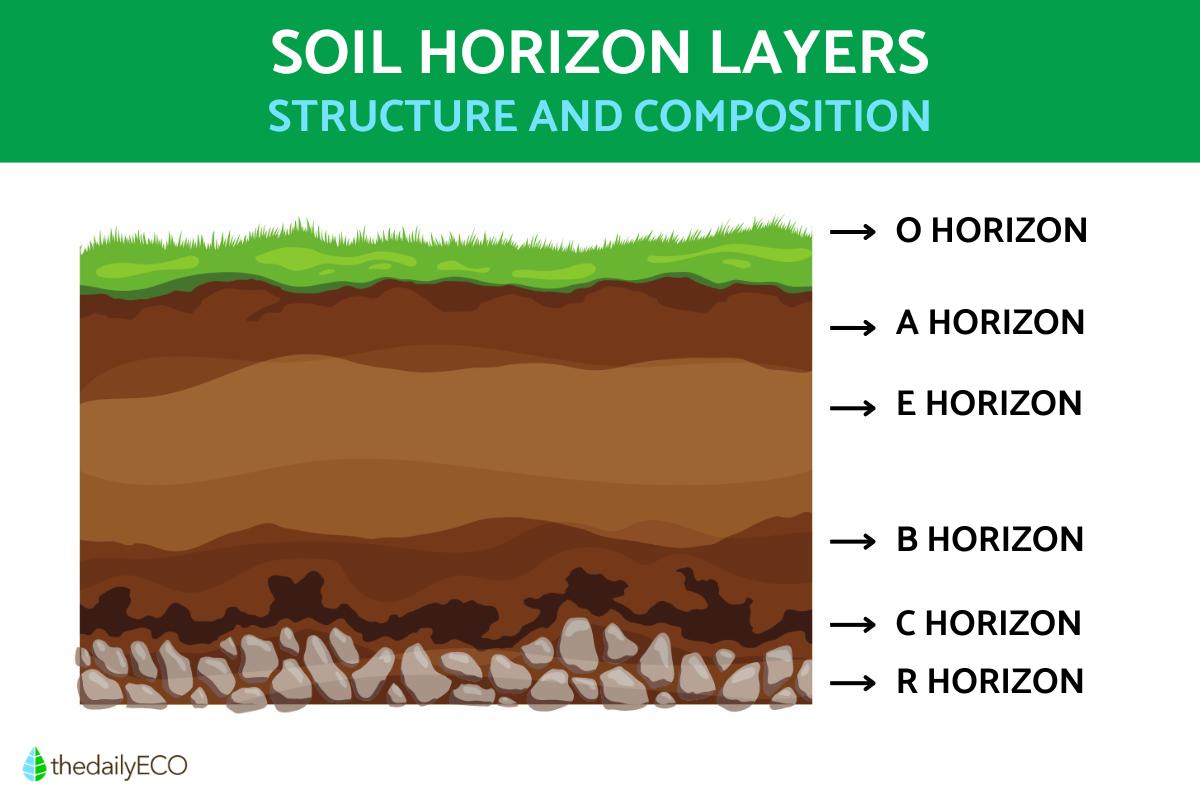 SOIL HORIZON LAYERS
STRUCTURE AND COMPOSITION
O HORIZON
A HORIZON
E HORIZON
B HORIZON
C HORIZON
R HORIZON
thedailyECO